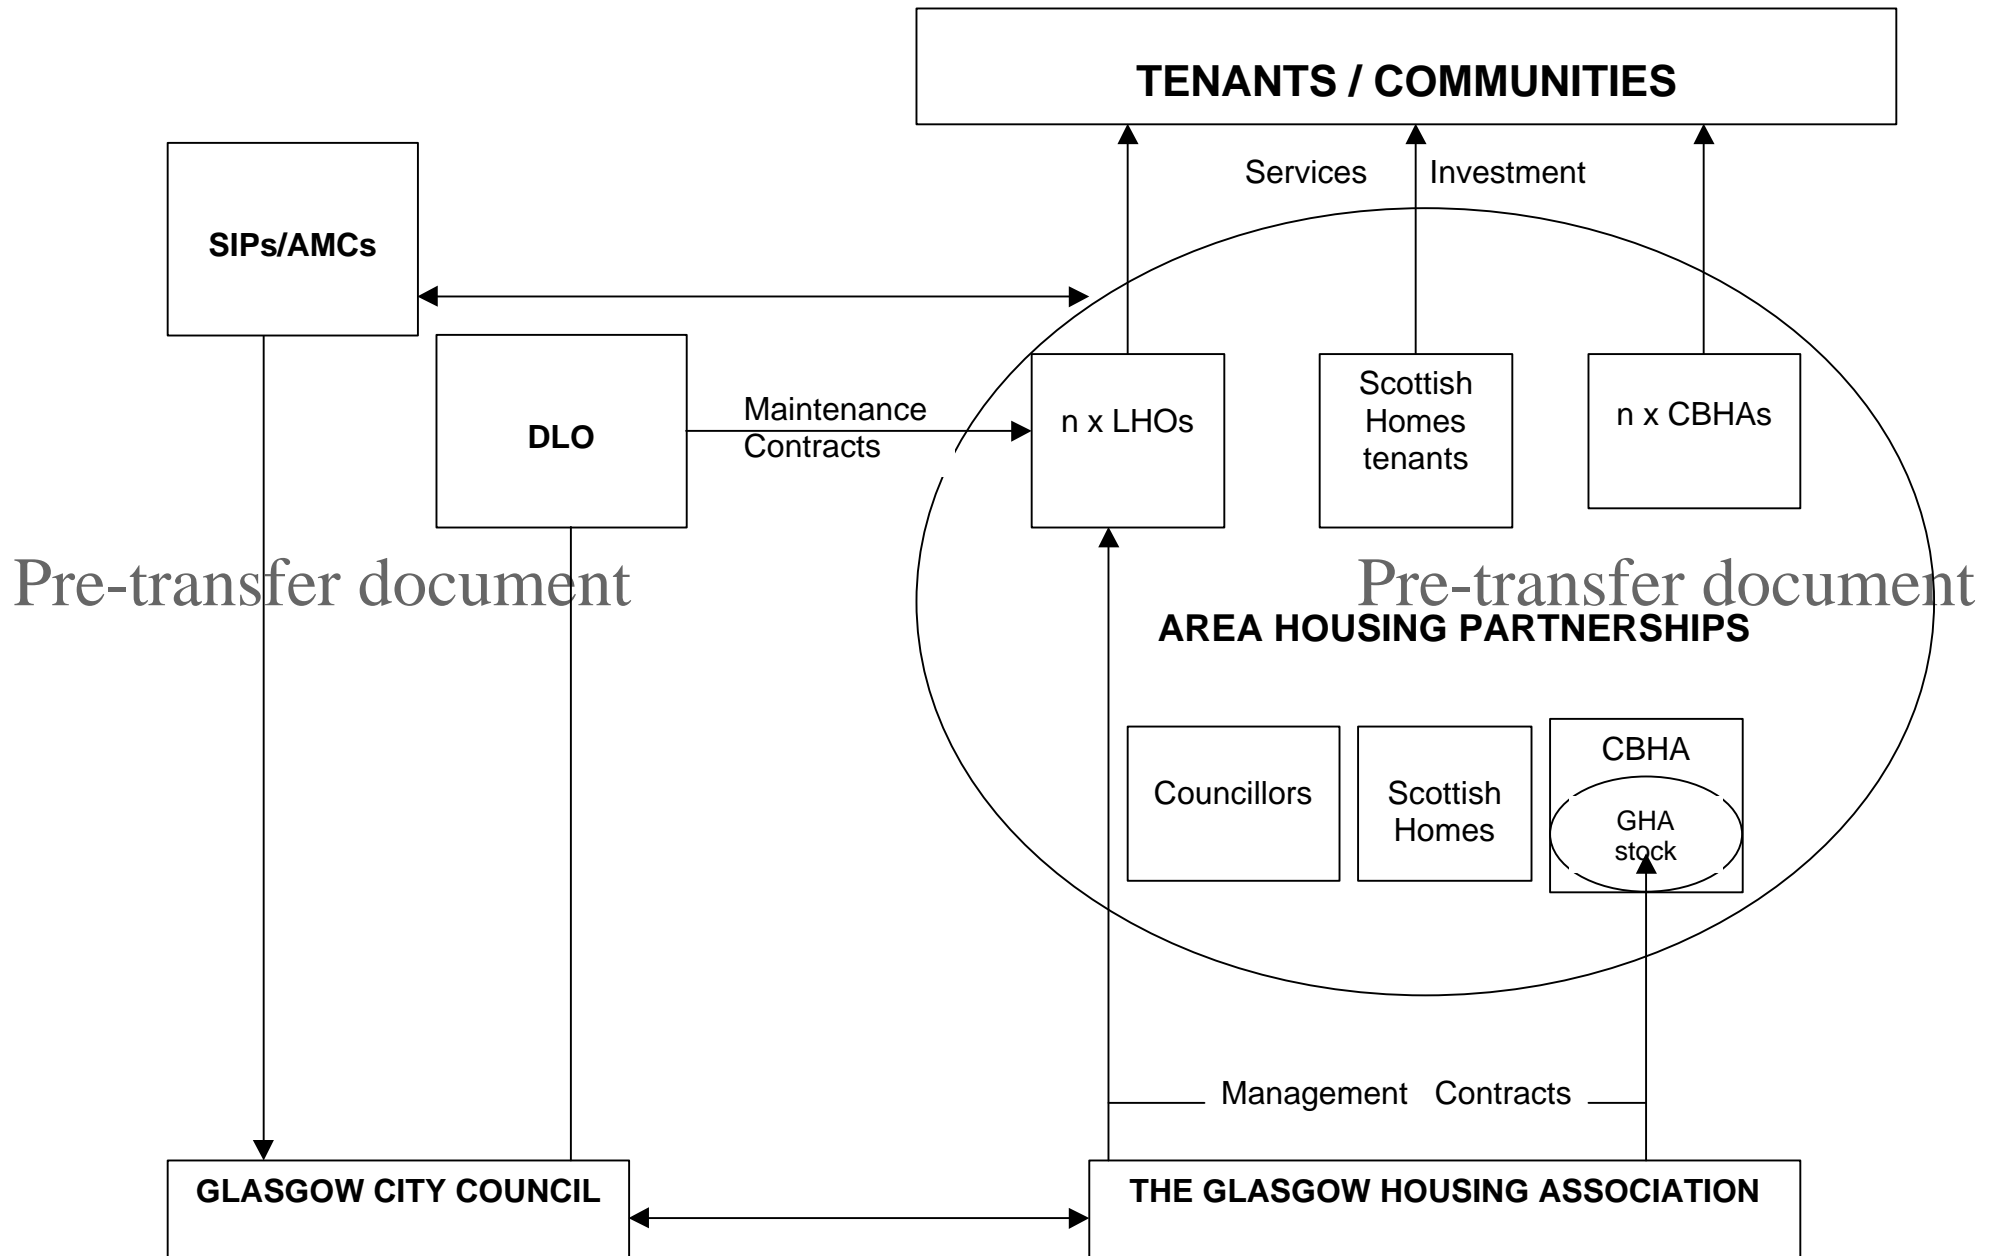 TENANTS / COMMUNITIES
Services Investment
SIPs/AMCs
DLO
Maintenance
Contracts
n x LHOs
Scottish
Homes
tenants
n x CBHAs
Pre-transfer document
Pre-transfer document
AREA HOUSING PARTNERSHIPS
Councillors
Scottish
Homes
CBHA
GHA
stock
Management Contracts
GLASGOW CITY COUNCIL
THE GLASGOW HOUSING ASSOCIATION